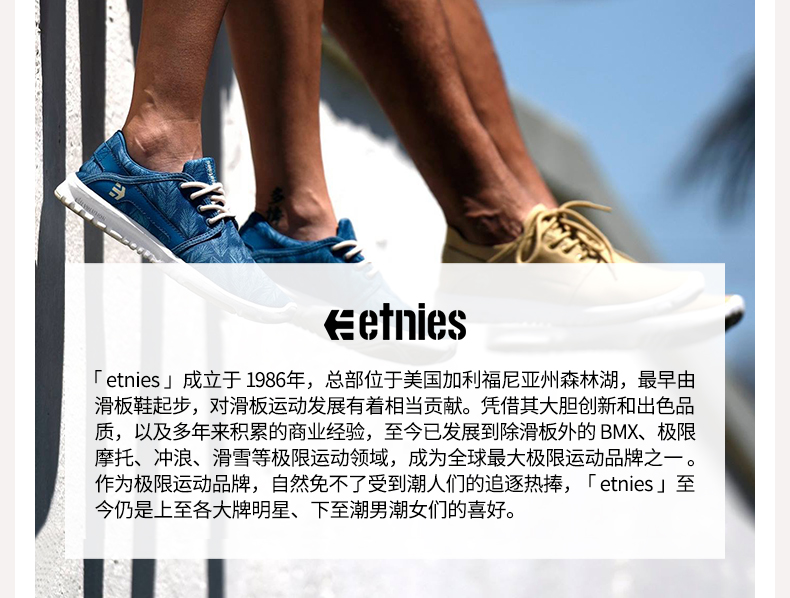 etnies
「etnies」成立于 1986年，总部位于美国加利福尼亚州森林湖，最早由
滑板鞋起步，对滑板运动发展有着相当贡献。凭借其大胆创新和出色品
质，以及多年来积累的商业经验，至今已发展到除滑板外的 BMX、极限
摩托、冲浪、滑雪等极限运动领域，成为全球最大极限运动品牌之一。
作为极限运动品牌，自然免不了受到潮人们的追逐热捧，「etnies」至
今仍是上至各大牌明星、下至潮男潮女们的喜好。